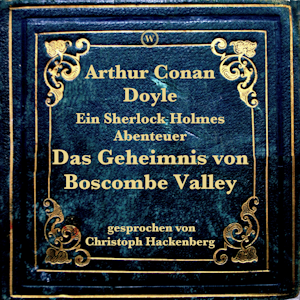 W
Arthur Conan
Doyle
Ein Sherlock Holmes
Abenteuer
Das Geheimnis von
Boscombe Valley
gesprochen von
Christoph Hackenberg